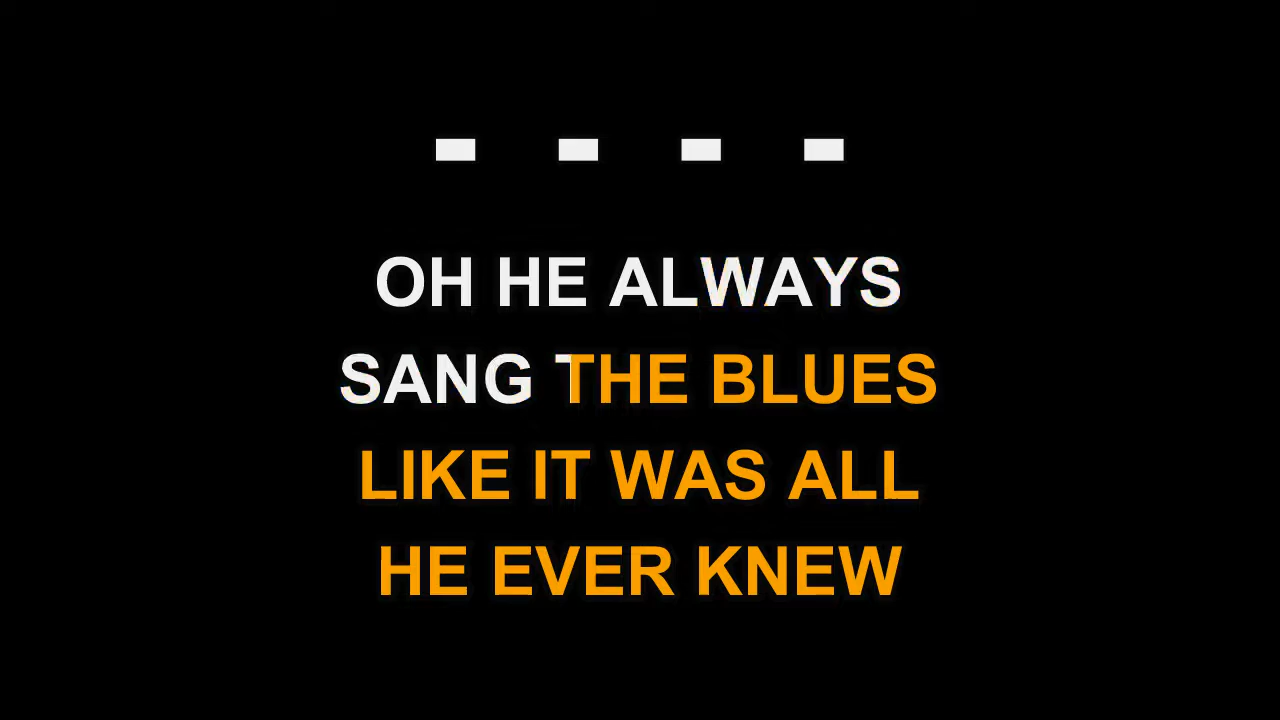 OH HE ALWAYS
SANG THE BLUES
LIKE IT WAS ALL
HE EVER KNEW